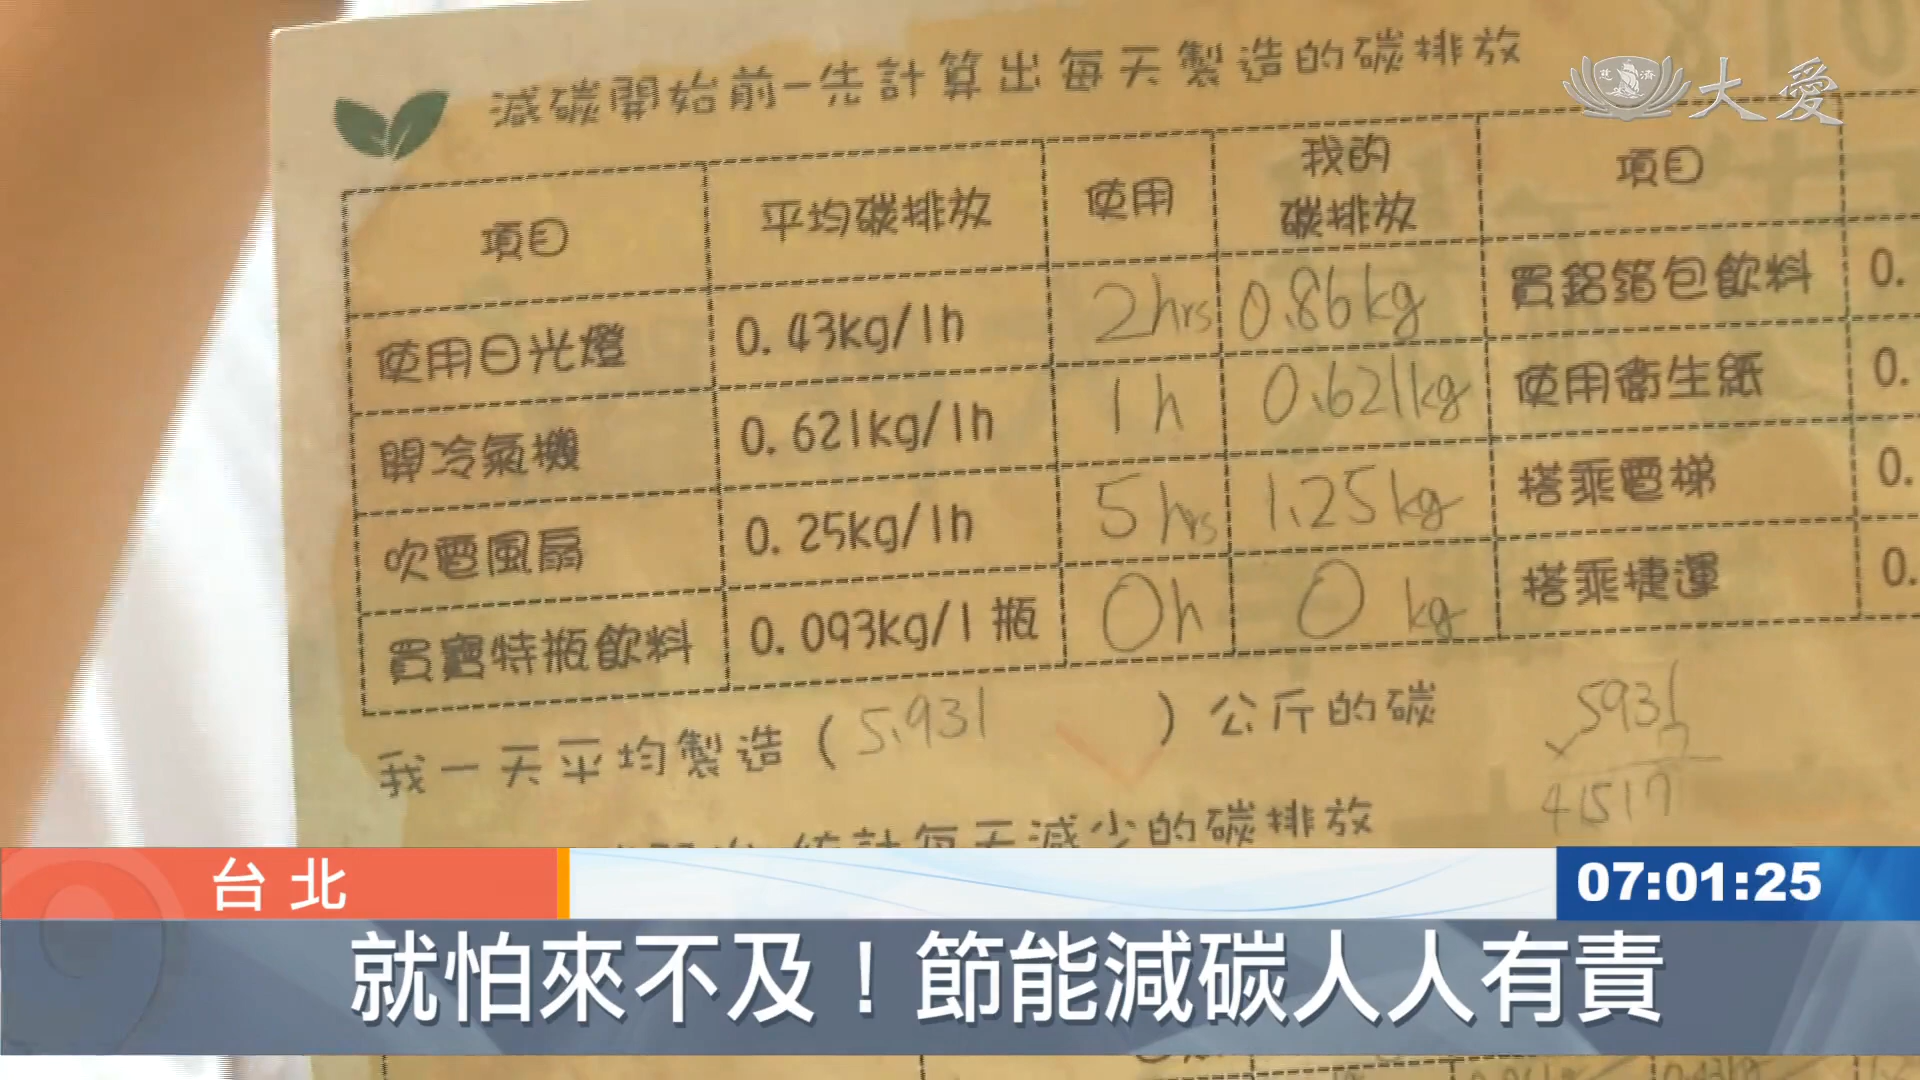 大愛
減碳開始前-先計算出每天製造的碳排放
項目 平均碳排放 使用 我的碳排放 項目
使用日光燈 0.43kg/1h 2hrs 0.86kg 買鋁箔包飲料 0.
開冷氣機 0.621kg/1h 1h 0.621kg 使用衛生紙 0.
吹電風扇 0.25kg/1h 5hrs 1.25kg 搭乘電梯 0.
買寶特瓶飲料 0.093kg/1瓶 0h 0 kg 搭乘捷運 0.
我一天平均製造(5.931)公斤的碳
5931
× 7
41517
統計每天減少的碳排放
台北
07:01:25
就怕來不及！節能減碳人人有責